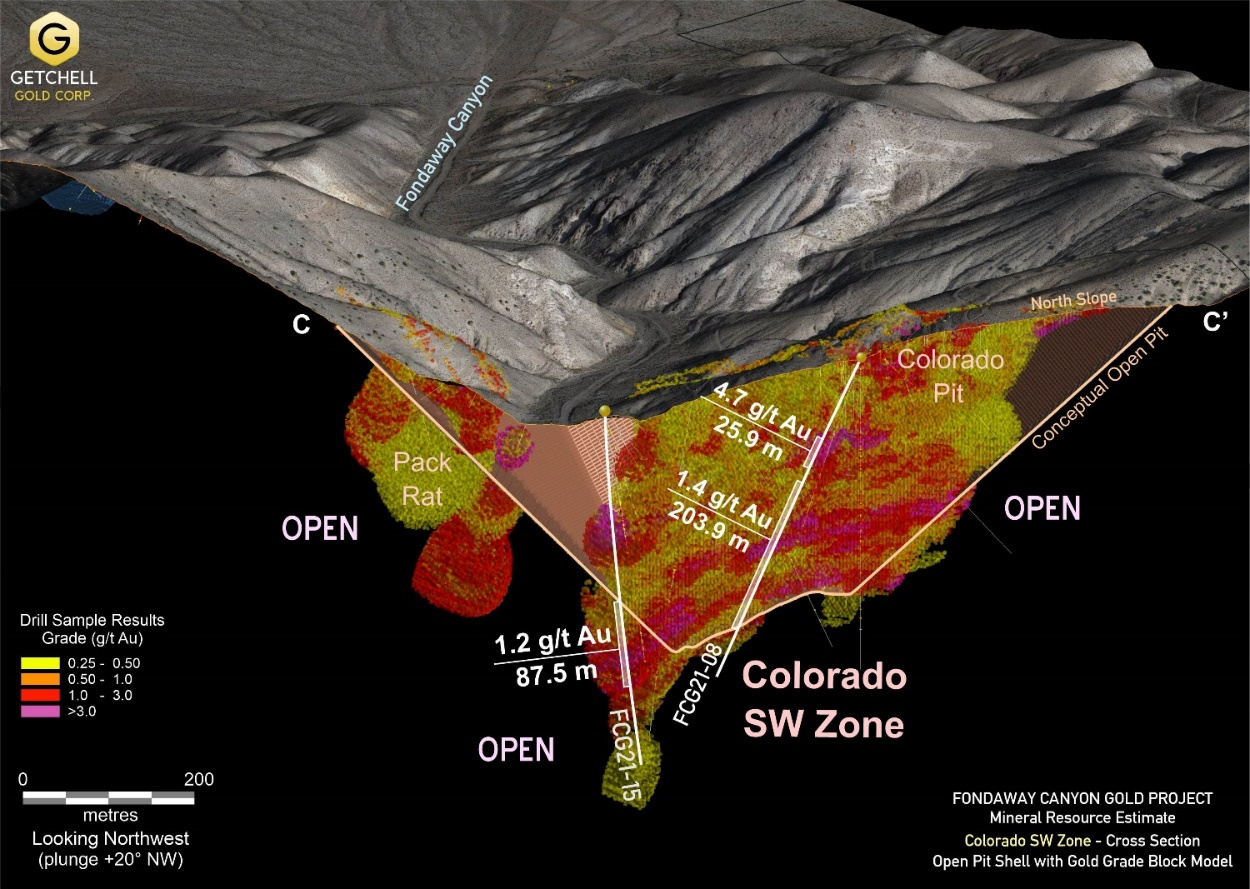 G
GETCHELL
GOLD CORP.
Fondaway Canyon
North Slope
C
C’
Conceptual Open Pit
Colorado
Pit
4.7 g/t Au
25.9 m
Pack
Rat
1.4 g/t Au
203.9 m
OPEN
OPEN
1.2 g/t Au
87.5 m
FCG21-08
FCG21-15
Colorado
SW Zone
OPEN
Drill Sample Results
Grade (g/t Au)
0.25 - 0.50
0.50 - 1.0
1.0 - 3.0
>3.0
0 200
metres
Looking Northwest
(plunge +20° NW)
FONDAWAY CANYON GOLD PROJECT
Mineral Resource Estimate
Colorado SW Zone - Cross Section
Open Pit Shell with Gold Grade Block Model